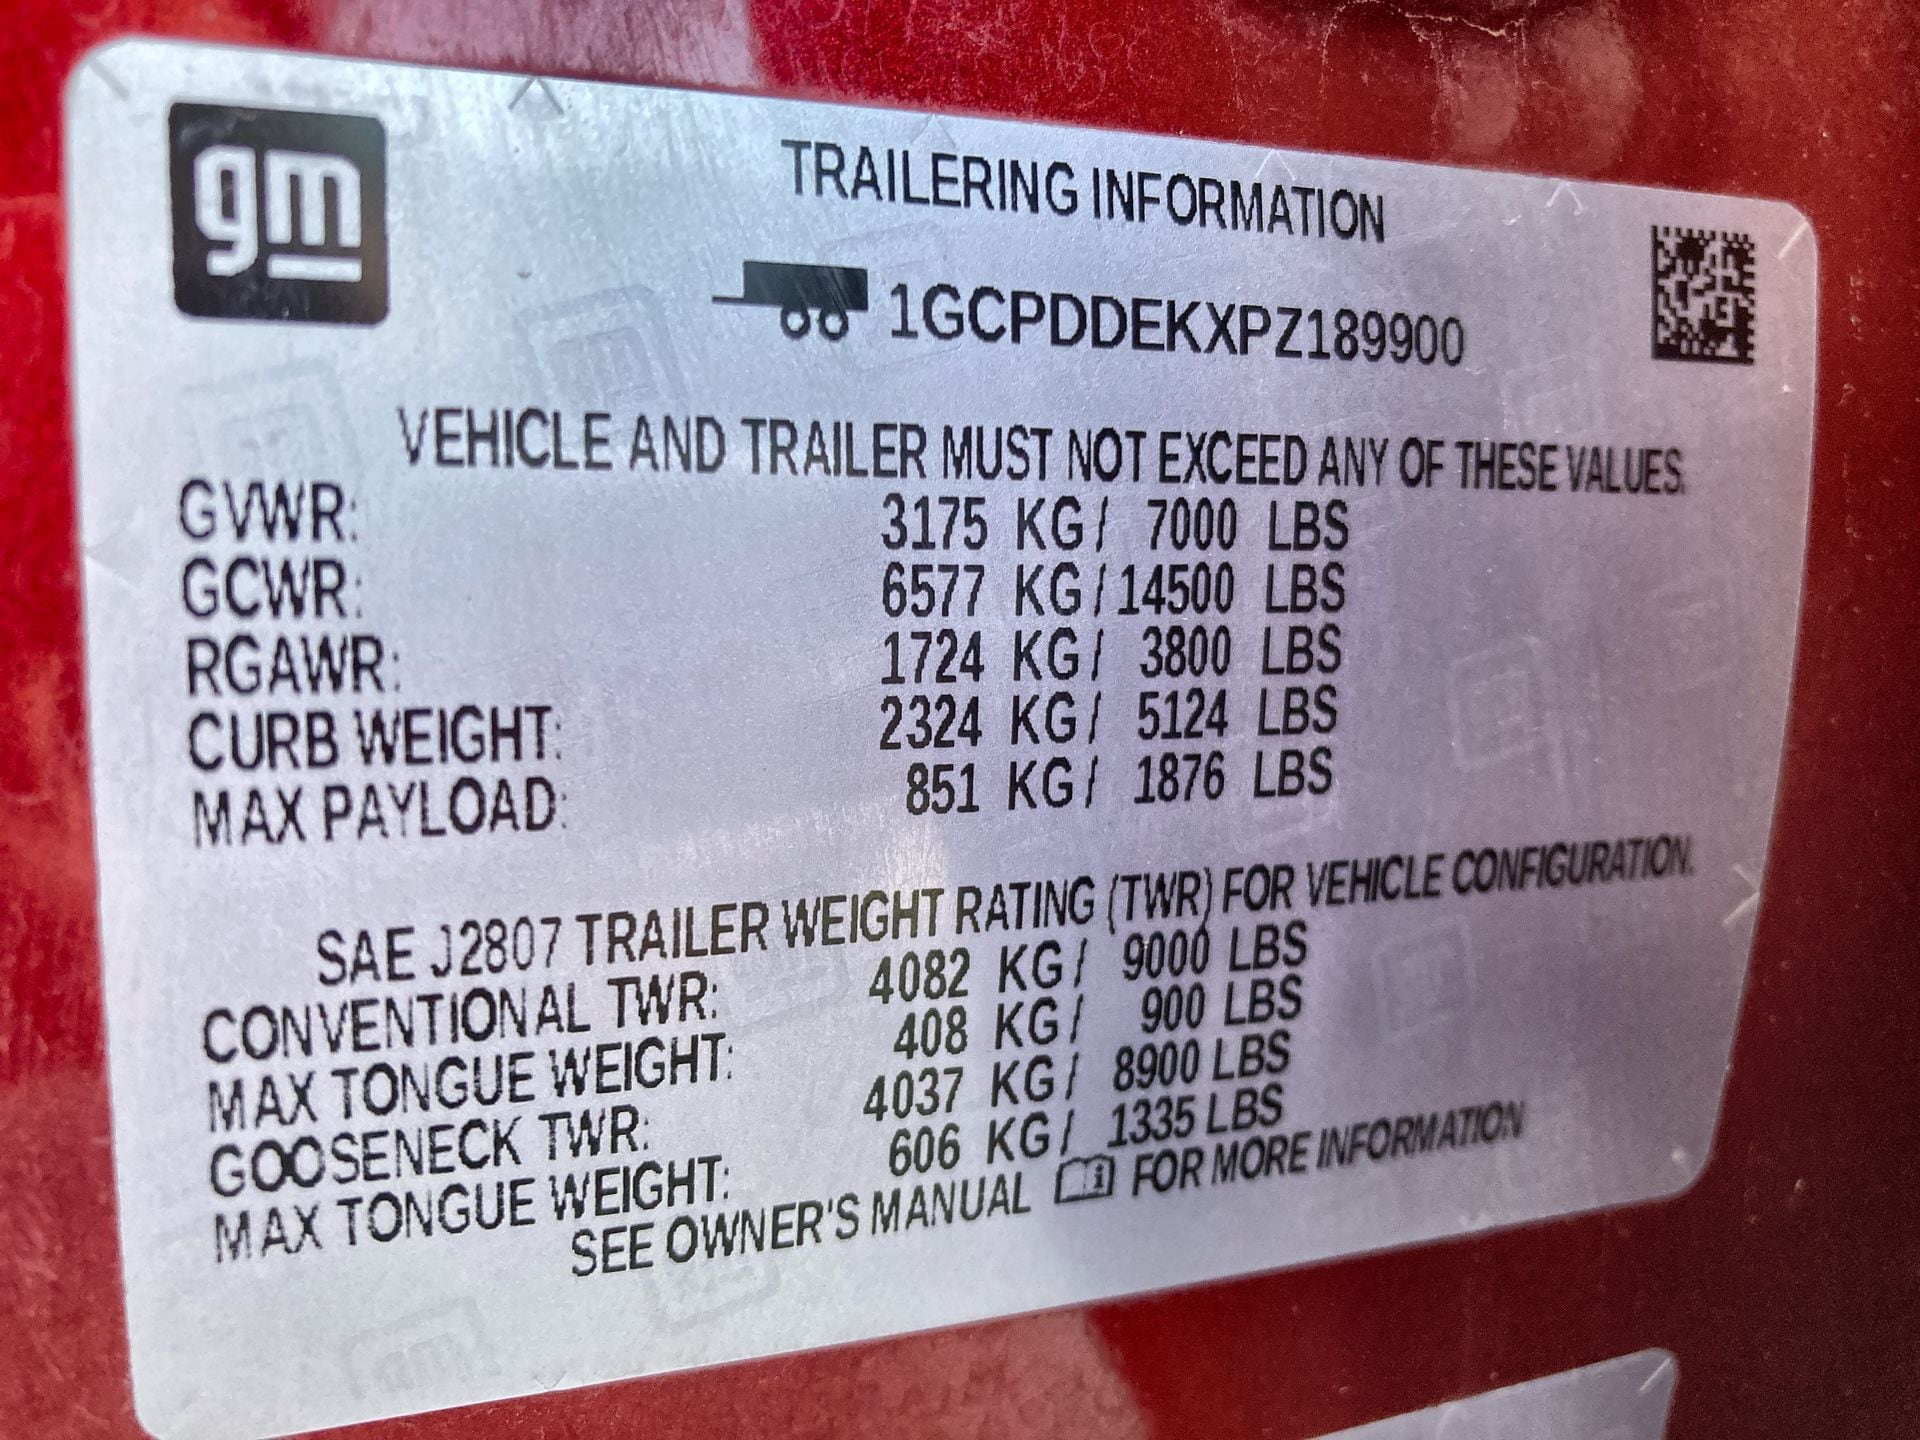 gm
TRAILERING INFORMATION
1GCPDDEKXPZ189900
VEHICLE AND TRAILER MUST NOT EXCEED ANY OF THESE VALUES.
GVWR: 3175 KG / 7000 LBS
GCWR: 6577 KG / 14500 LBS
RGAWR: 1724 KG / 3800 LBS
CURB WEIGHT: 2324 KG / 5124 LBS
MAX PAYLOAD: 851 KG / 1876 LBS
SAE J2807 TRAILER WEIGHT RATING (TWR) FOR VEHICLE CONFIGURATION.
CONVENTIONAL TWR: 4082 KG / 9000 LBS
MAX TONGUE WEIGHT: 408 KG / 900 LBS
GOOSENECK TWR: 4037 KG / 8900 LBS
MAX TONGUE WEIGHT: 606 KG / 1335 LBS
SEE OWNER'S MANUAL FOR MORE INFORMATION